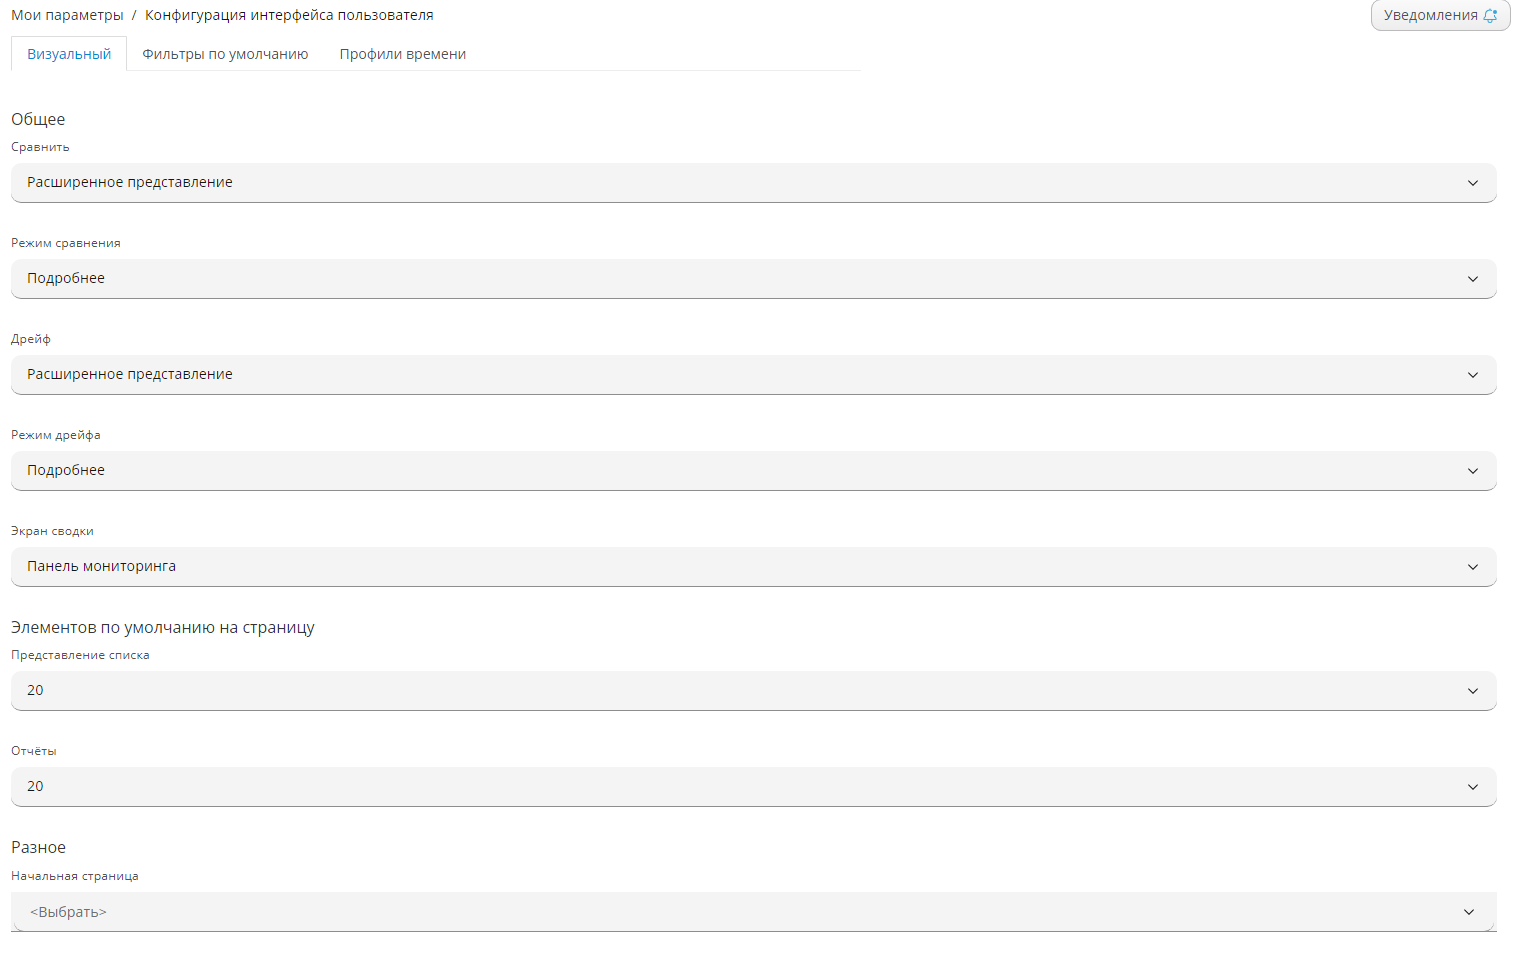 Мои параметры / Конфигурация интерфейса пользователя
Уведомления
Визуальный Фильтры по умолчанию Профили времени
Общее
Сравнить
Расширенное представление
Режим сравнения
Подробнее
Дрейф
Расширенное представление
Режим дрейфа
Подробнее
Экран сводки
Панель мониторинга
Элементов по умолчанию на страницу
Представление списка
20
Отчёты
20
Разное
Начальная страница
<Выбрать>